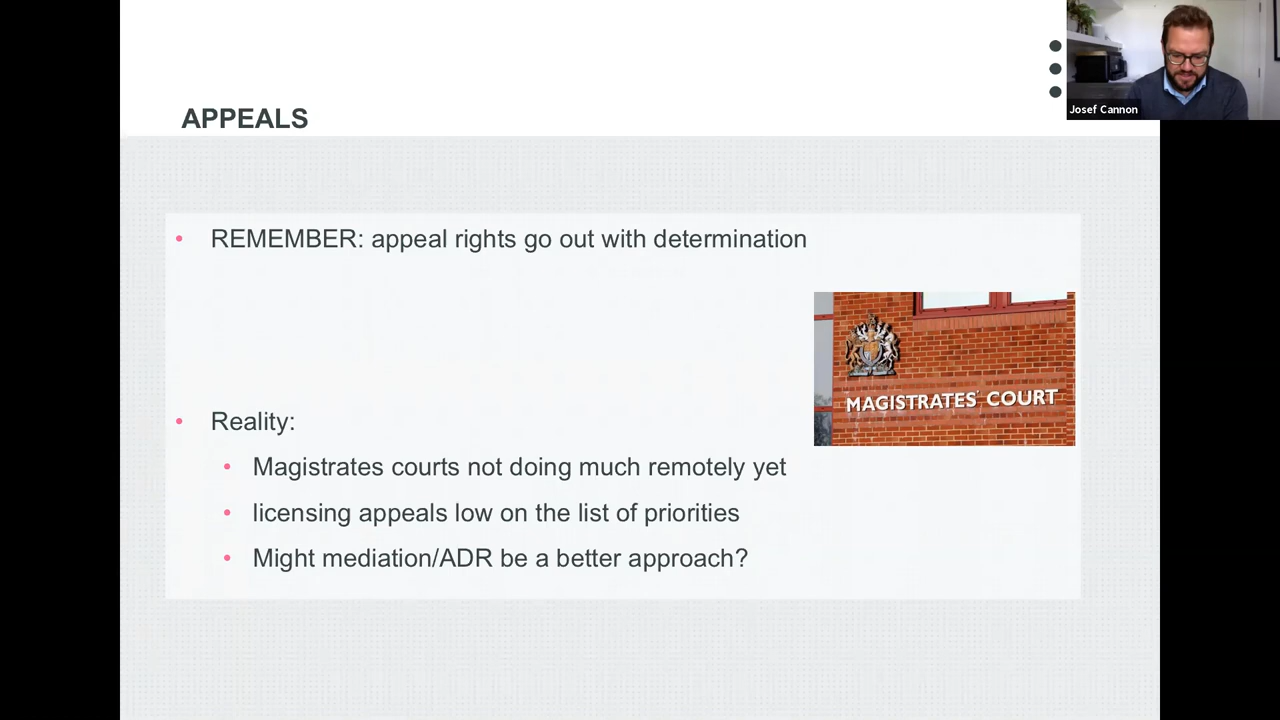 Josef Cannon
APPEALS
REMEMBER: appeal rights go out with determination
MAGISTRATES' COURT
Reality:
Magistrates courts not doing much remotely yet
licensing appeals low on the list of priorities
Might mediation/ADR be a better approach?